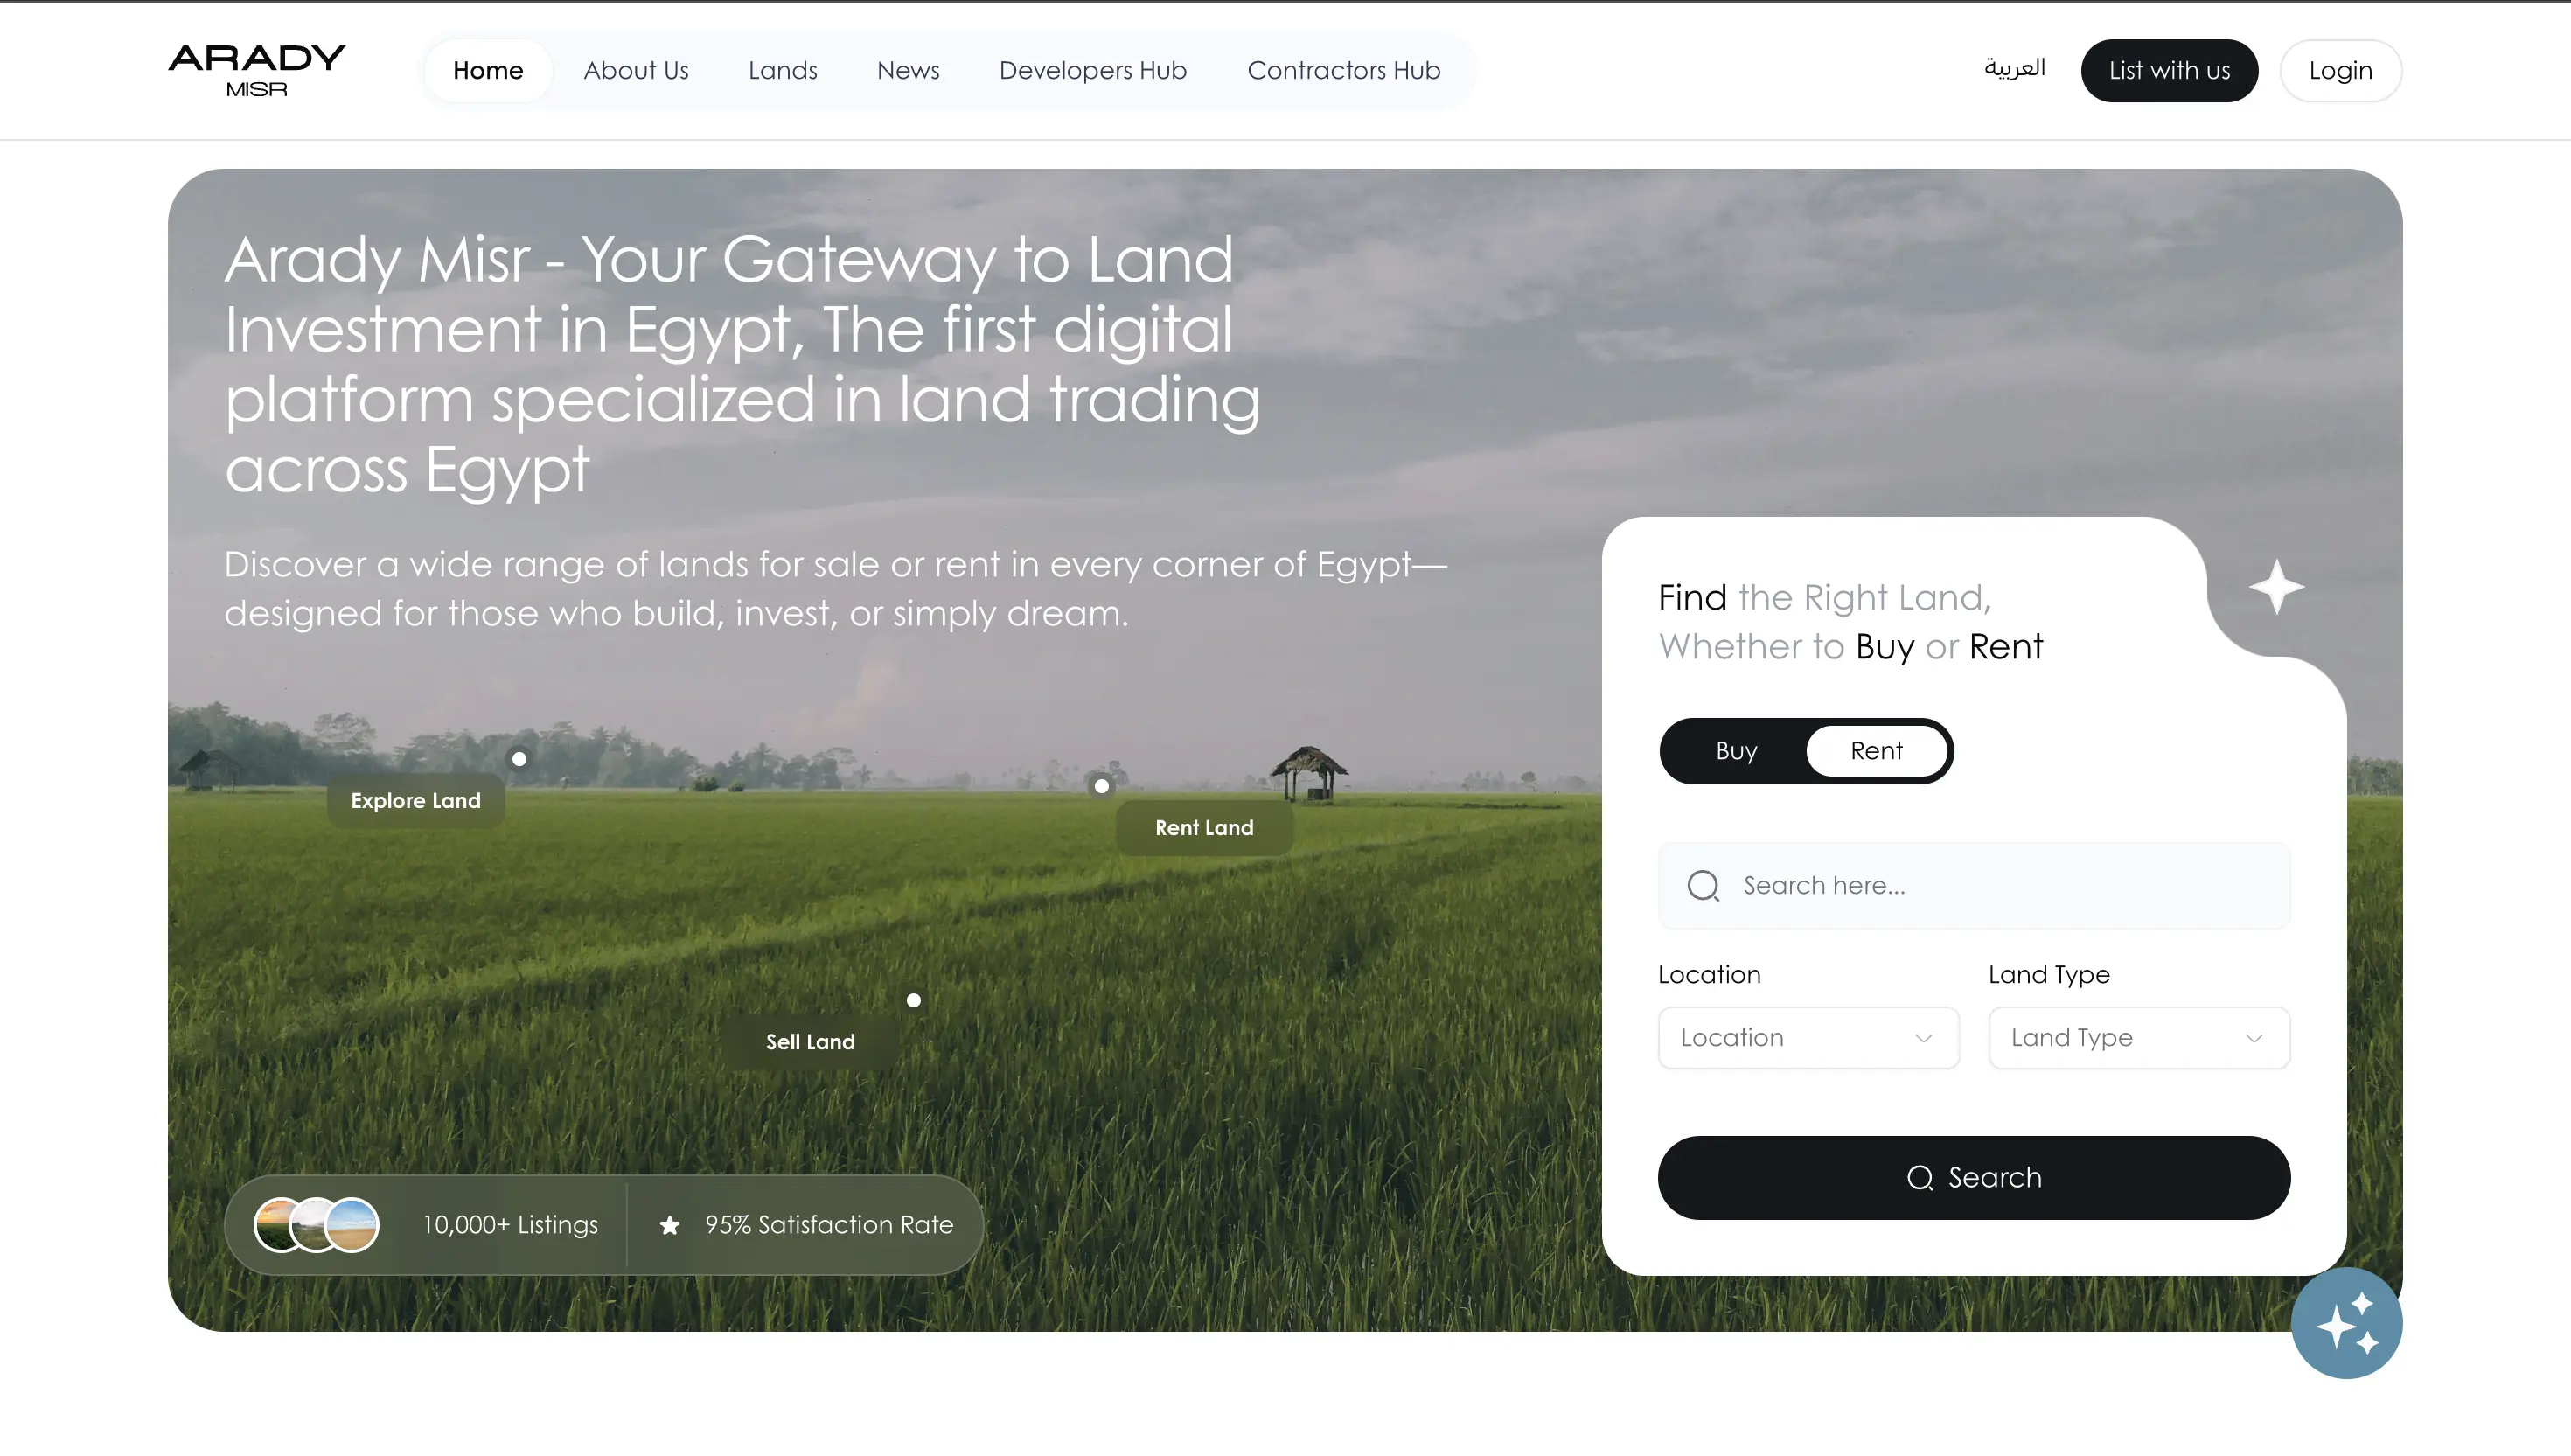 ARADY
MISR
Home
About Us
Lands
News
Developers Hub
Contractors Hub
العربية
List with us
Login
Arady Misr - Your Gateway to Land
Investment in Egypt, The first digital
platform specialized in land trading
across Egypt
Discover a wide range of lands for sale or rent in every corner of Egypt—
designed for those who build, invest, or simply dream.
Explore Land
Rent Land
Sell Land
10,000+ Listings
95% Satisfaction Rate
Find the Right Land,
Whether to Buy or Rent
Buy
Rent
Search here...
Location
Land Type
Location
Land Type
Search